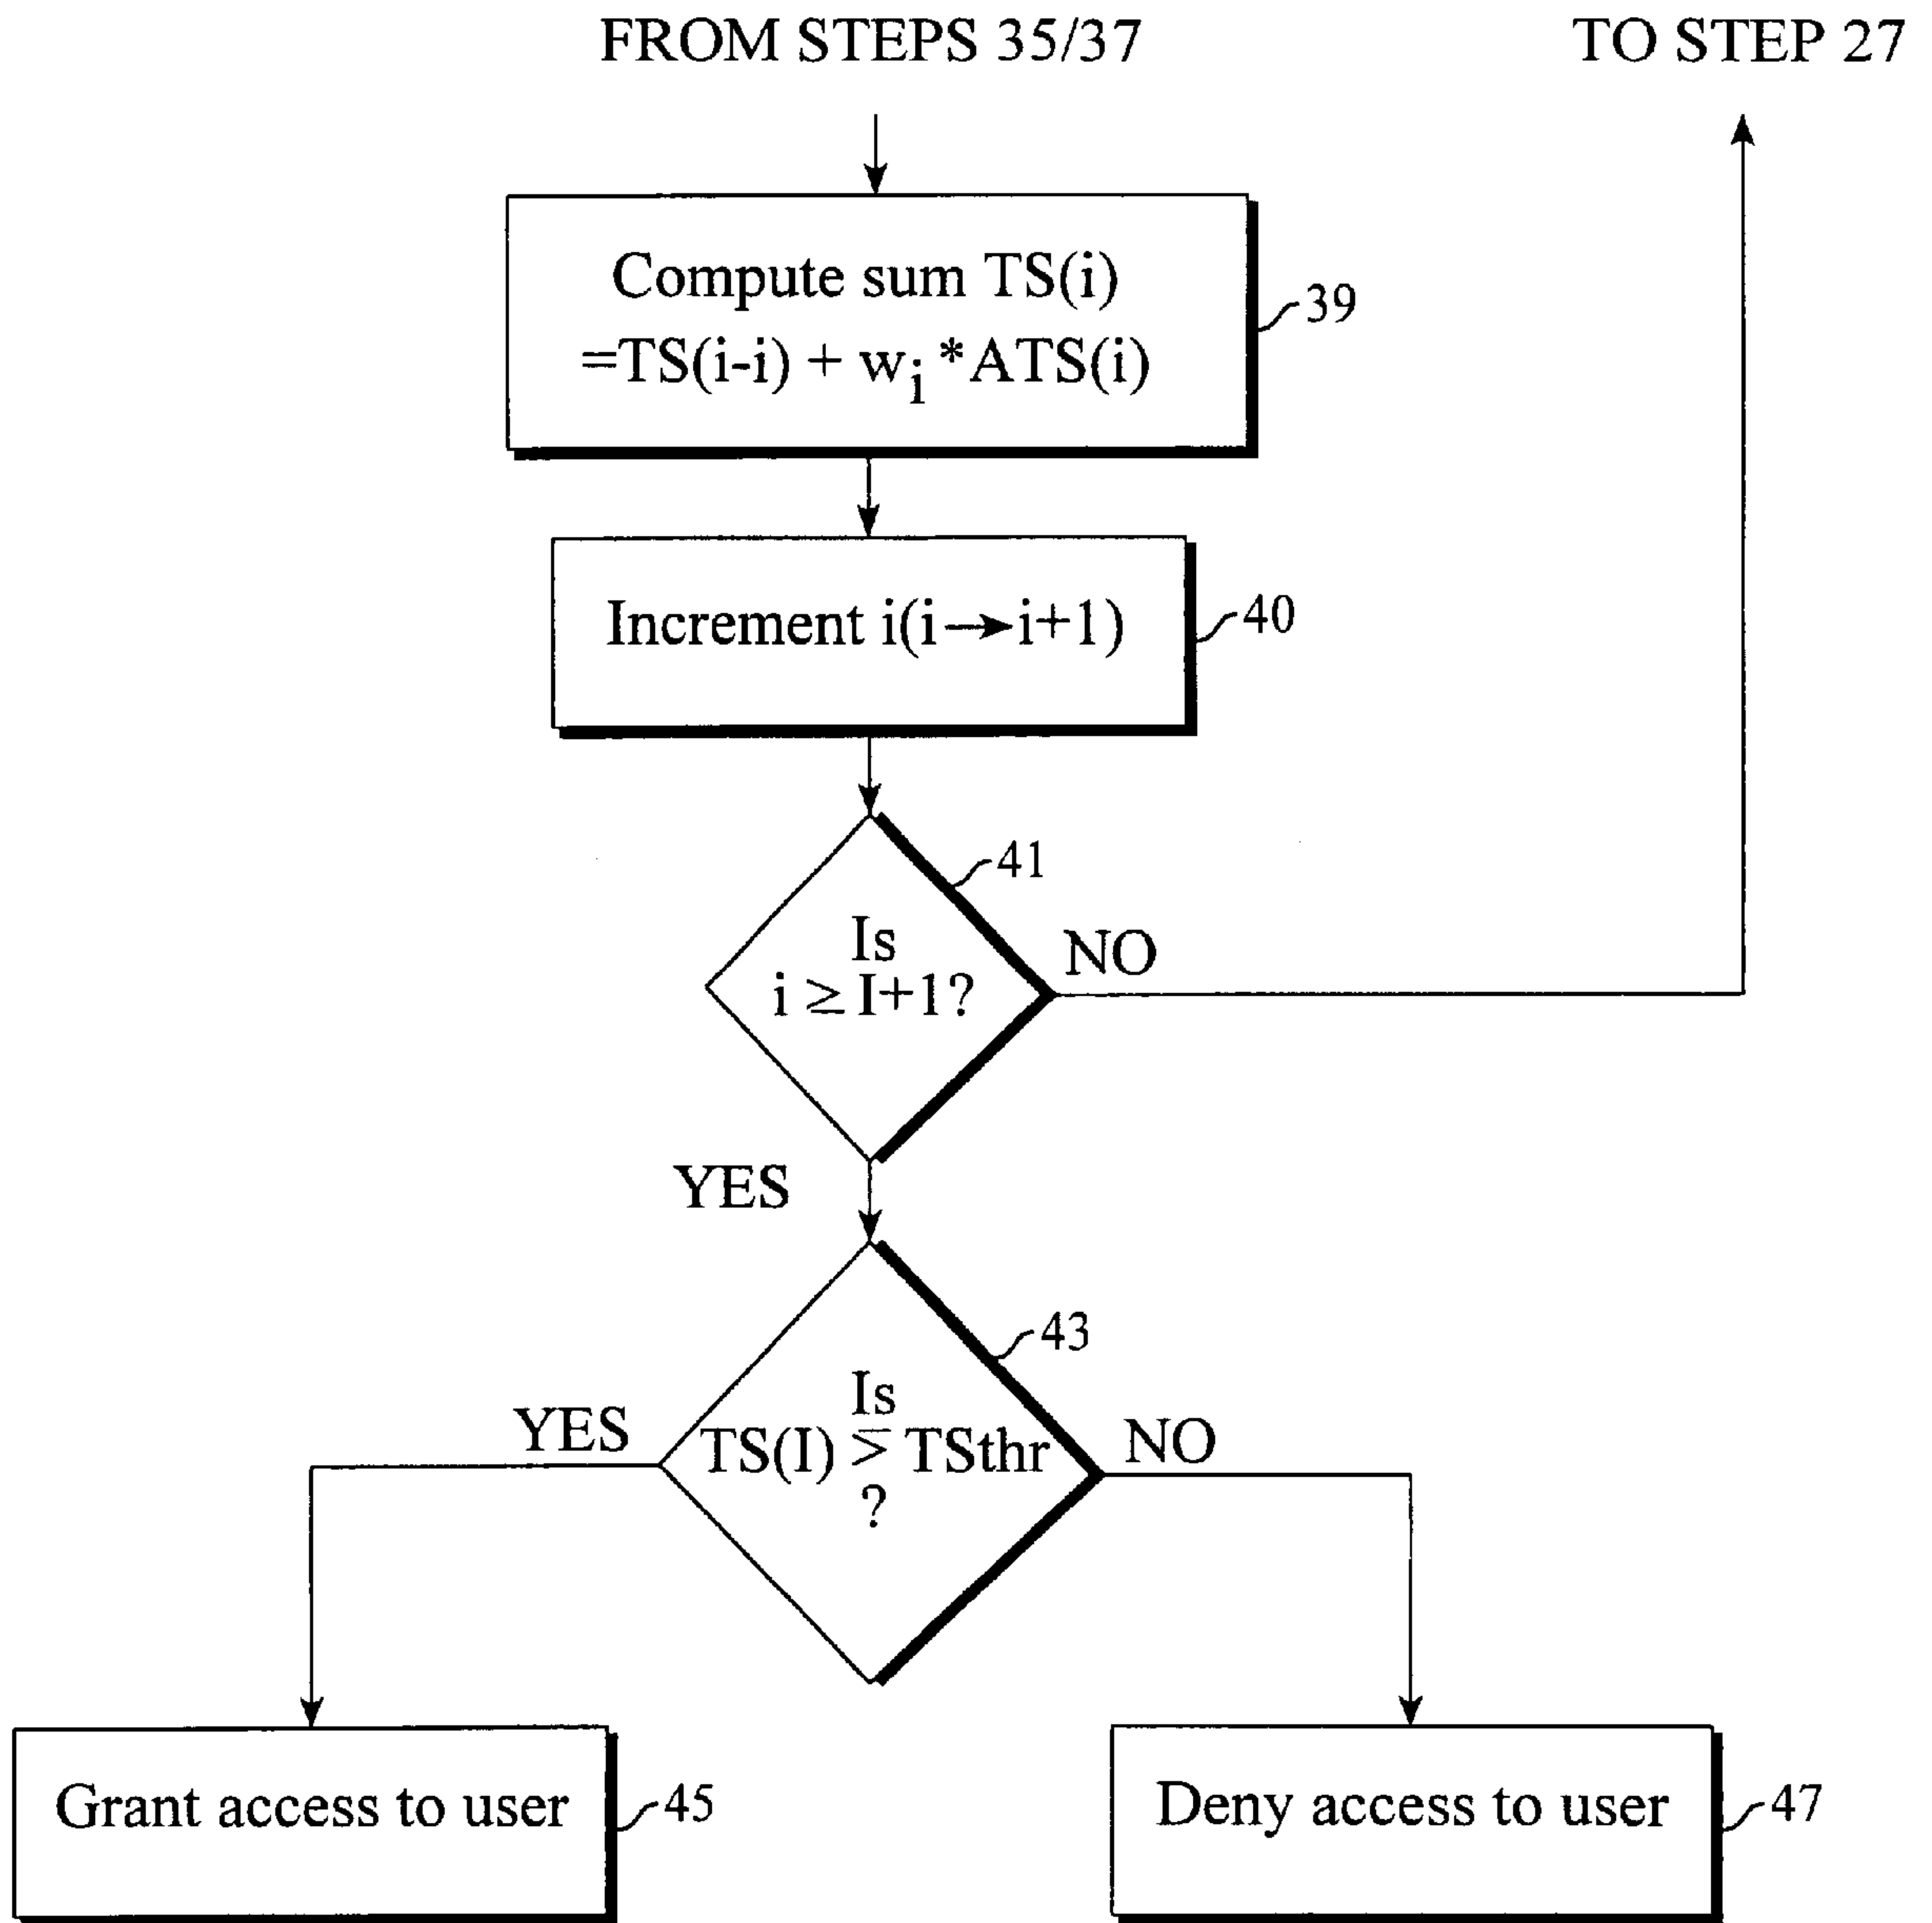 FROM STEPS 35/37
TO STEP 27
Compute sum TS(i)
=TS(i-i) + wi *ATS(i)
39
Increment i(i→i+1)
40
41
Is
i ≥ I+1?
NO
YES
43
Is
TS(I) ≥ TSthr
?
YES
NO
Grant access to user
45
Deny access to user
47